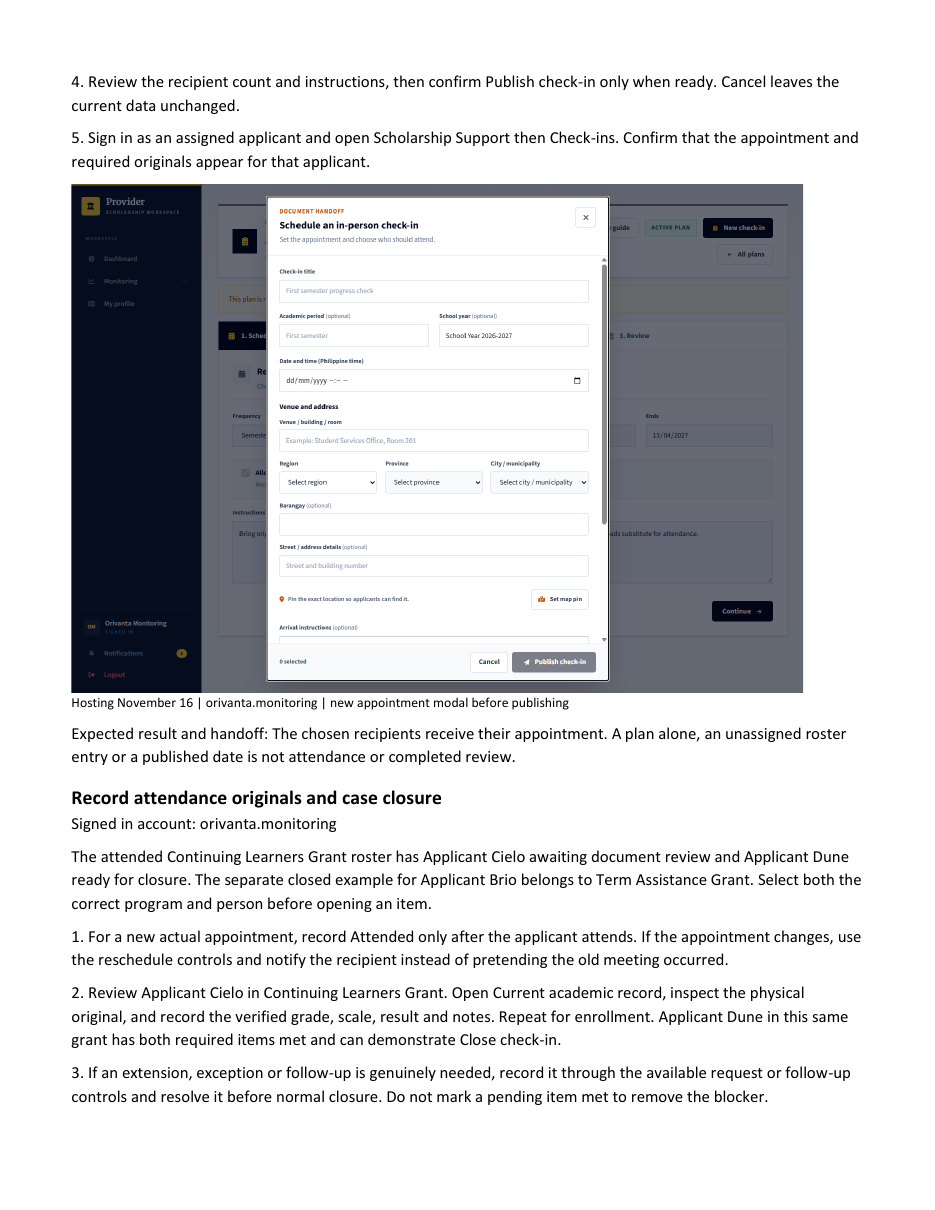 4. Review the recipient count and instructions, then confirm Publish check-in only when ready. Cancel leaves the
current data unchanged.
5. Sign in as an assigned applicant and open Scholarship Support then Check-ins. Confirm that the appointment and
required originals appear for that applicant.
Provider
SCHOLARSHIP WORKSPACE
WORKSPACE
Dashboard
Monitoring
My profile
DOCUMENT HANDOFF
Schedule an in-person check-in
Set the appointment and choose who should attend.
guide
ACTIVE PLAN
New check-in
All plans
This plan is
1. Sched
3. Review
Re
Frequency
Semeste
Ends
13/04/2027
Allo
Instructions
Bring orig
ads substitute for attendance.
Continue
Check-in title
First semester progress check
Academic period (optional)
School year (optional)
First semester
School Year 2026-2027
Date and time (Philippine time)
dd/mm/yyyy --:-- --
Venue and address
Venue / building / room
Example: Student Services Office, Room 201
Region
Province
City / municipality
Select region
Select province
Select city / municipality
Barangay (optional)
Street / address details (optional)
Street and building number
Pin the exact location so applicants can find it.
Set map pin
Arrival instructions (optional)
0 selected
Cancel
Publish check-in
ON
Orivanta Monitoring
SIGNED IN
Notifications
Logout
Hosting November 16 | orivanta.monitoring | new appointment modal before publishing
Expected result and handoff: The chosen recipients receive their appointment. A plan alone, an unassigned roster
entry or a published date is not attendance or completed review.
Record attendance originals and case closure
Signed in account: orivanta.monitoring
The attended Continuing Learners Grant roster has Applicant Cielo awaiting document review and Applicant Dune
ready for closure. The separate closed example for Applicant Brio belongs to Term Assistance Grant. Select both the
correct program and person before opening an item.
1. For a new actual appointment, record Attended only after the applicant attends. If the appointment changes, use
the reschedule controls and notify the recipient instead of pretending the old meeting occurred.
2. Review Applicant Cielo in Continuing Learners Grant. Open Current academic record, inspect the physical
original, and record the verified grade, scale, result and notes. Repeat for enrollment. Applicant Dune in this same
grant has both required items met and can demonstrate Close check-in.
3. If an extension, exception or follow-up is genuinely needed, record it through the available request or follow-up
controls and resolve it before normal closure. Do not mark a pending item met to remove the blocker.